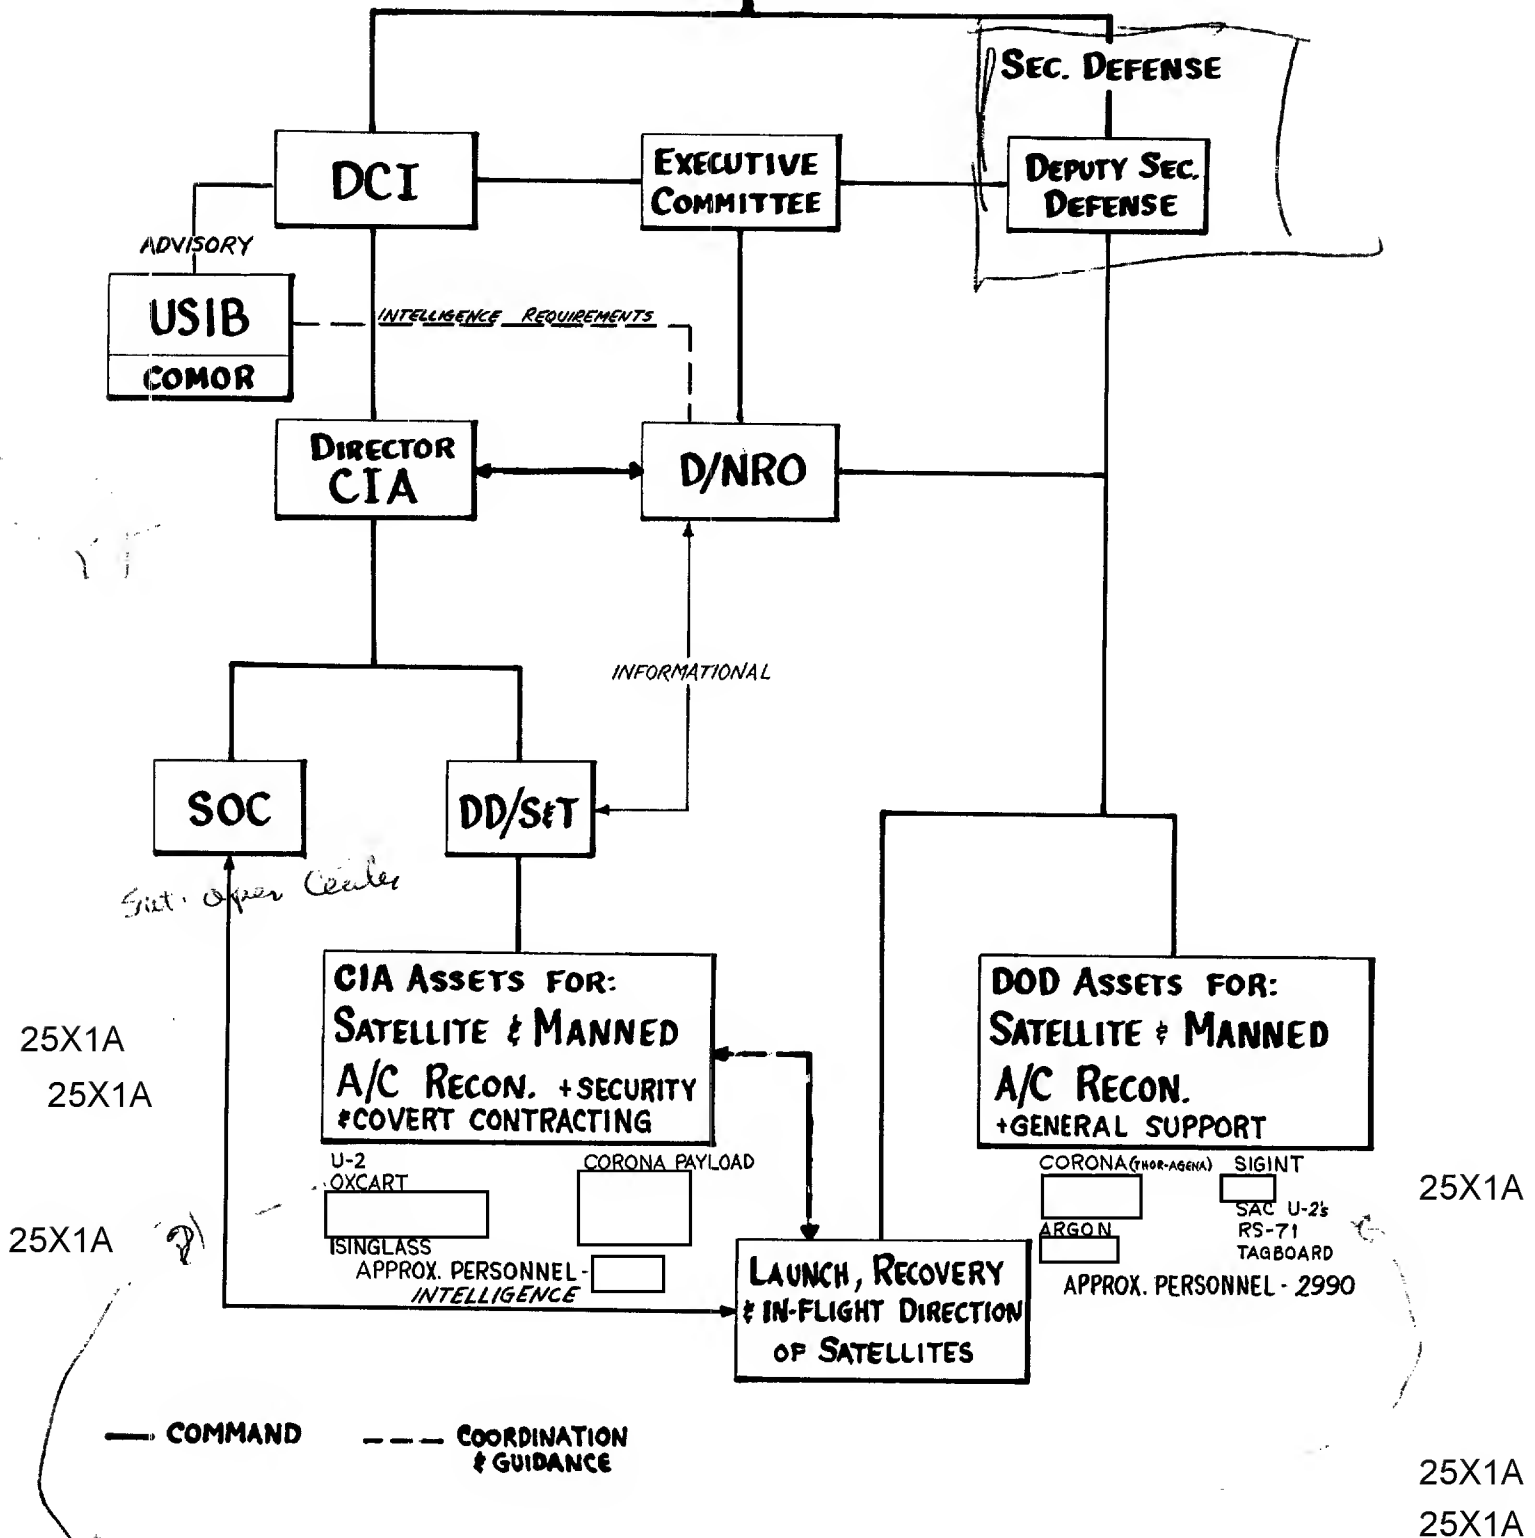 SEC. DEFENSE
DCI
EXECUTIVE
COMMITTEE
DEPUTY SEC.
DEFENSE
ADVISORY
USIB
COMOR
INTELLIGENCE REQUIREMENTS
DIRECTOR
CIA
D/NRO
INFORMATIONAL
SOC
DD/S&T
Center
CIA ASSETS FOR:
SATELLITE & MANNED
A/C RECON. + SECURITY
& COVERT CONTRACTING
DOD ASSETS FOR:
SATELLITE & MANNED
A/C RECON.
+ GENERAL SUPPORT
25X1A
25X1A
U-2
OXCART
ISINGLASS
CORONA PAYLOAD
APPROX. PERSONNEL-
INTELLIGENCE
CORONA (THOR-AGENA)
ARGON
SIGINT
SAC U-2's
RS-71
TAGBOARD
APPROX. PERSONNEL - 2990
25X1A
25X1A
LAUNCH, RECOVERY
& IN-FLIGHT DIRECTION
OF SATELLITES
COMMAND
COORDINATION
& GUIDANCE
25X1A
25X1A